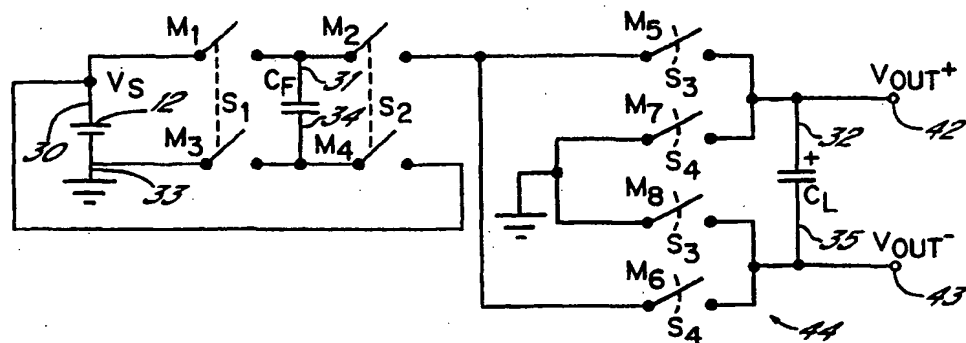 M1
M2
M5
VS
12
S1
CF
31
34
S2
S3
VOUT+
42
30
M3
M4
M7
S4
32
+
CL
33
M8
S3
35
VOUT-
43
M6
S4
44